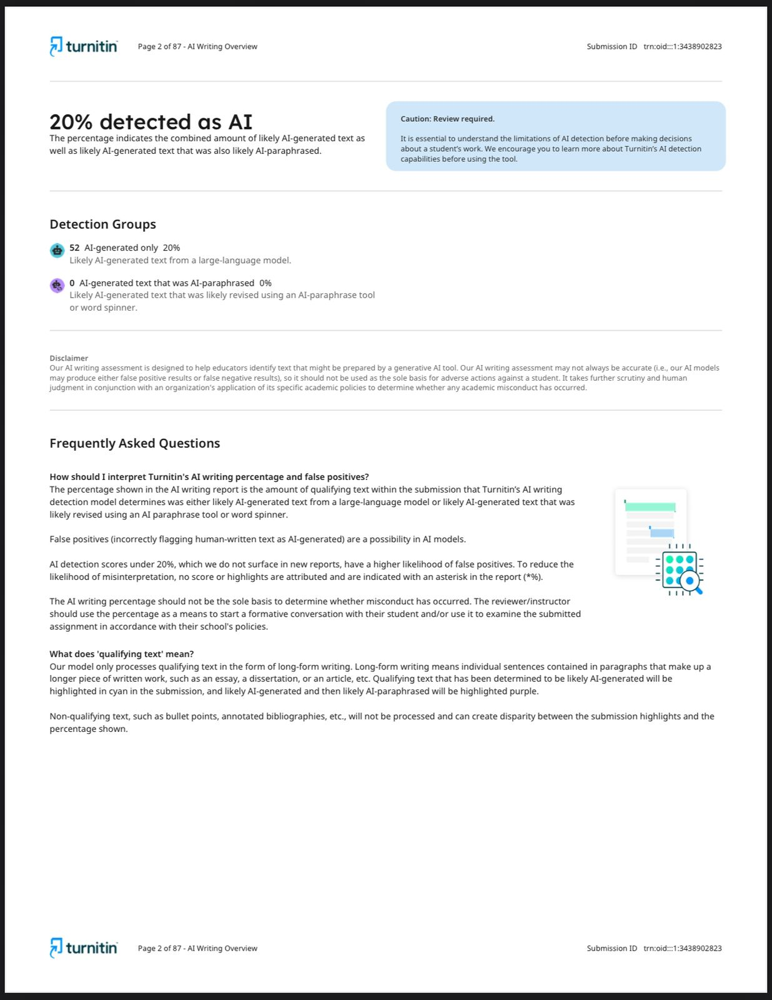 turnitin Page 2 of 87 - AI Writing Overview Submission ID trn:oid:::1:3438902823
20% detected as AI
The percentage indicates the combined amount of likely AI-generated text as
well as likely AI-generated text that was also likely AI-paraphrased.
Caution: Review required.
It is essential to understand the limitations of AI detection before making decisions
about a student’s work. We encourage you to learn more about Turnitin’s AI detection
capabilities before using the tool.
Detection Groups
52 AI-generated only 20%
Likely AI-generated text from a large-language model.
0 AI-generated text that was AI-paraphrased 0%
Likely AI-generated text that was likely revised using an AI-paraphrase tool
or word spinner.
Disclaimer
Our AI writing assessment is designed to help educators identify text that might be prepared by a generative AI tool. Our AI writing assessment may not always be accurate (i.e., our AI models
may produce either false positive results or false negative results), so it should not be used as the sole basis for adverse actions against a student. It takes further scrutiny and human
judgment in conjunction with an organization's application of its specific academic policies to determine whether any academic misconduct has occurred.
Frequently Asked Questions
How should I interpret Turnitin's AI writing percentage and false positives?
The percentage shown in the AI writing report is the amount of qualifying text within the submission that Turnitin’s AI writing
detection model determines was either likely AI-generated text from a large-language model or likely AI-generated text that was
likely revised using an AI paraphrase tool or word spinner.
False positives (incorrectly flagging human-written text as AI-generated) are a possibility in AI models.
AI detection scores under 20%, which we do not surface in new reports, have a higher likelihood of false positives. To reduce the
likelihood of misinterpretation, no score or highlights are attributed and are indicated with an asterisk in the report (*%).
The AI writing percentage should not be the sole basis to determine whether misconduct has occurred. The reviewer/instructor
should use the percentage as a means to start a formative conversation with their student and/or use it to examine the submitted
assignment in accordance with their school's policies.
What does 'qualifying text' mean?
Our model only processes qualifying text in the form of long-form writing. Long-form writing means individual sentences contained in paragraphs that make up a
longer piece of written work, such as an essay, a dissertation, or an article, etc. Qualifying text that has been determined to be likely AI-generated will be
highlighted in cyan in the submission, and likely AI-generated and then likely AI-paraphrased will be highlighted purple.
Non-qualifying text, such as bullet points, annotated bibliographies, etc., will not be processed and can create disparity between the submission highlights and the
percentage shown.
turnitin Page 2 of 87 - AI Writing Overview Submission ID trn:oid:::1:3438902823